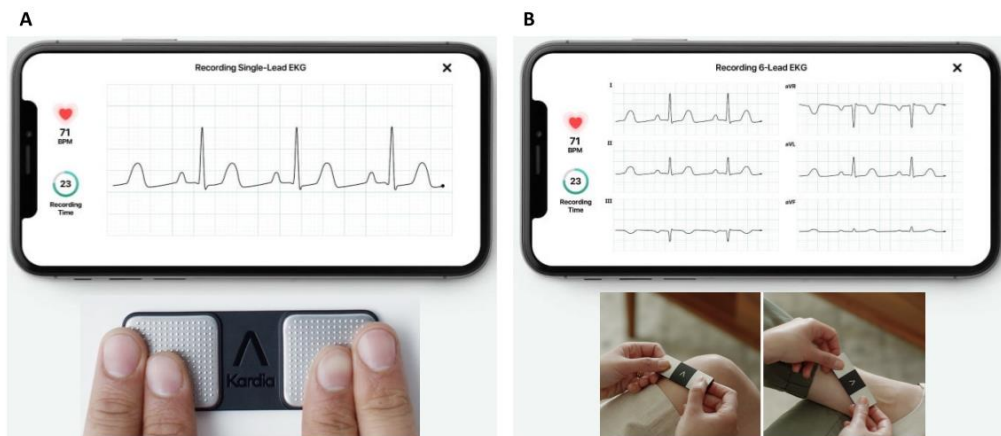 A
Recording Single-Lead EKG
×
71
BPM
23
Recording
Time
Kardia
B
Recording 6-Lead EKG
×
71
BPM
23
Recording
Time
I
aVR
II
aVL
III
aVF